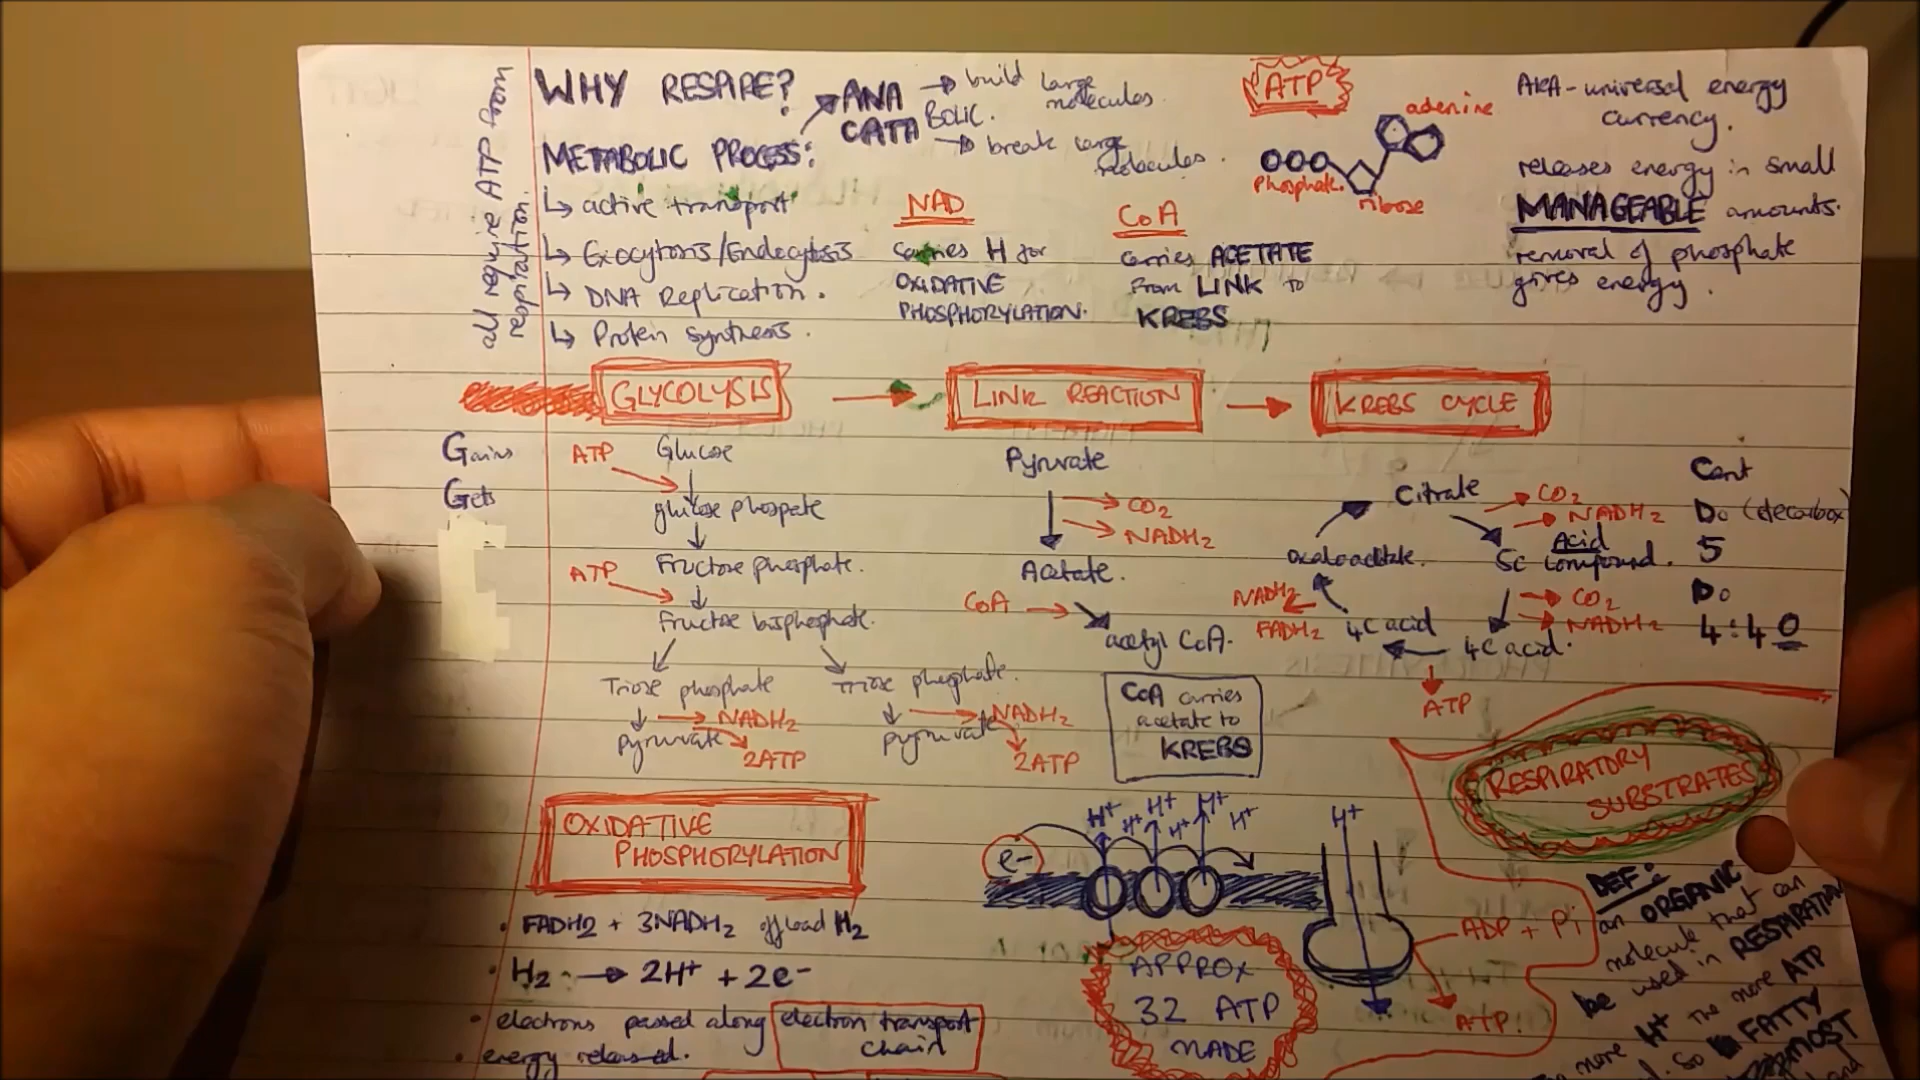 all require ATP from
respiration.
WHY RESPIRE?
METABOLIC PROCESS:
ANA
CATA
BOLIC.
build large
molecules.
break large
molecules.
↳ active transport
↳ Exocytosis/Endocytosis
↳ DNA Replication.
↳ Protein synthesis.
NAD
carries H for
OXIDATIVE
PHOSPHORYLATION.
CoA
carries ACETATE
From LINK to
KREBS
ATP
adenine
phosphate.
ribose
AKA - universal energy
currency.
releases energy in small
MANAGEABLE amounts.
removal of phosphate
gives energy.
GLYCOLYSIS
LINK REACTION
KREBS CYCLE
Gains
Gets
ATP
Glucose
glucose phospate
Fructose phosphate.
ATP
Fructose bisphosphate.
Triose phosphate
Triose phosphate.
NADH2
pyruvate
2ATP
NADH2
pyruvate
2ATP
Pyruvate
CO2
NADH2
Acetate.
CoA
acetyl CoA.
CoA carries
acetate to
KREBS
Citrate
CO2
NADH2
Acid
5c compound.
CO2
NADH2
4C acid.
ATP
4C acid
NADH2
FADH2
oxaloacetate.
Cant
Do (decarbox)
5
Do
4:4 O
OXIDATIVE
PHOSPHORYLATION
• FADH2 + 3NADH2 offload H2
• H2 → 2H+ + 2e-
• electrons passed along electron transport
chain
• energy released.
e-
H+ H+ H+
H+ H+ H+
H+
ADP + Pi
ATP!
APPROX
32 ATP
MADE
RESPIRATORY
SUBSTRATES
DEF:
an ORGANIC
molecule that can
be used in RESPIRATION
more H+ the more ATP
So FATTY
MOST